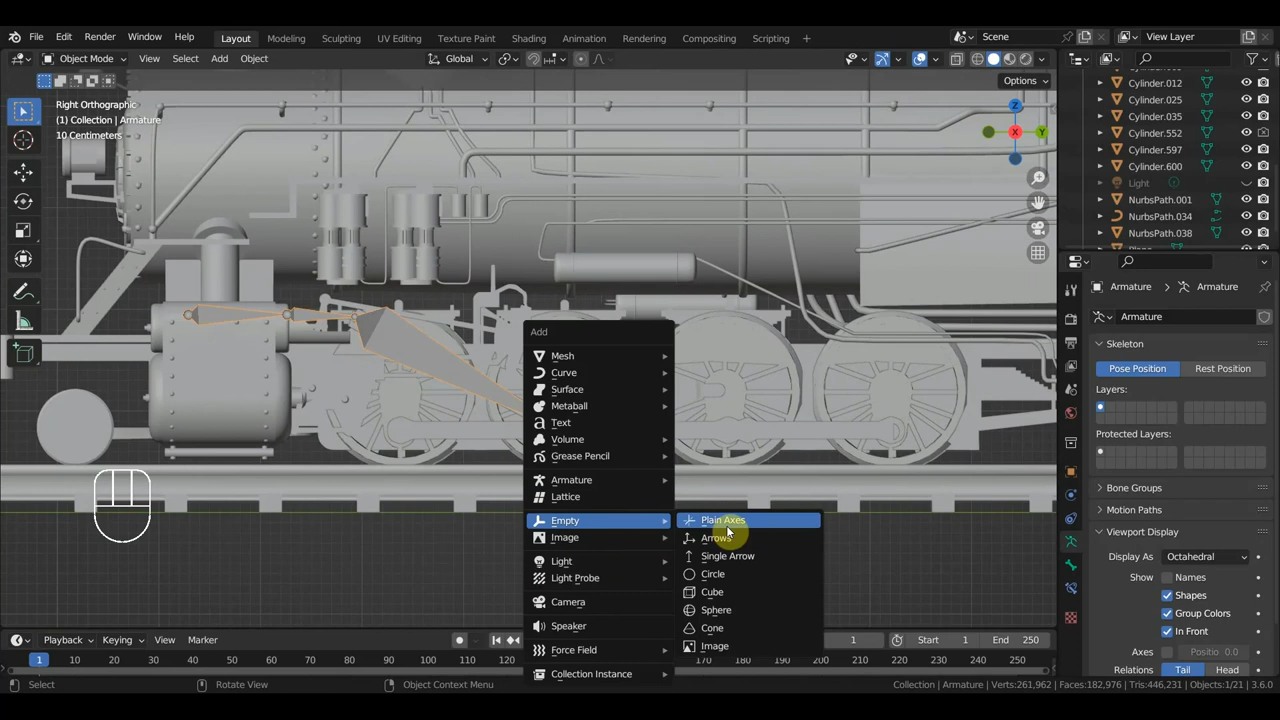 File Edit Render Window Help Layout Modeling Sculpting UV Editing Texture Paint Shading Animation Rendering Compositing Scripting + Scene View Layer
Object Mode View Select Add Object Global
Options
Right Orthographic
(1) Collection | Armature
10 Centimeters
Z
X
Y
Cylinder.012
Cylinder.025
Cylinder.035
Cylinder.552
Cylinder.597
Cylinder.600
Light
NurbsPath.001
NurbsPath.034
NurbsPath.038
Armature > Armature
Armature
Skeleton
Pose Position Rest Position
Layers:
Protected Layers:
Bone Groups
Motion Paths
Viewport Display
Display As Octahedral
Show Names
Shapes
Group Colors
In Front
Axes Positio 0.0
Relations Tail Head
Add
Mesh
Curve
Surface
Metaball
Text
Volume
Grease Pencil
Armature
Lattice
Empty
Image
Light
Light Probe
Camera
Speaker
Force Field
Collection Instance
Plain Axes
Arrows
Single Arrow
Circle
Cube
Sphere
Cone
Image
Playback Keying View Marker 1 Start 1 End 250
1 10 20 30 40 50 60 70 80 90 100 110 120 170 180 190 200 210 220 230 240 250
Select Rotate View Object Context Menu Collection | Armature | Verts:261,962 | Faces:182,976 | Tris:446,231 | Objects:1/21 | 3.6.0